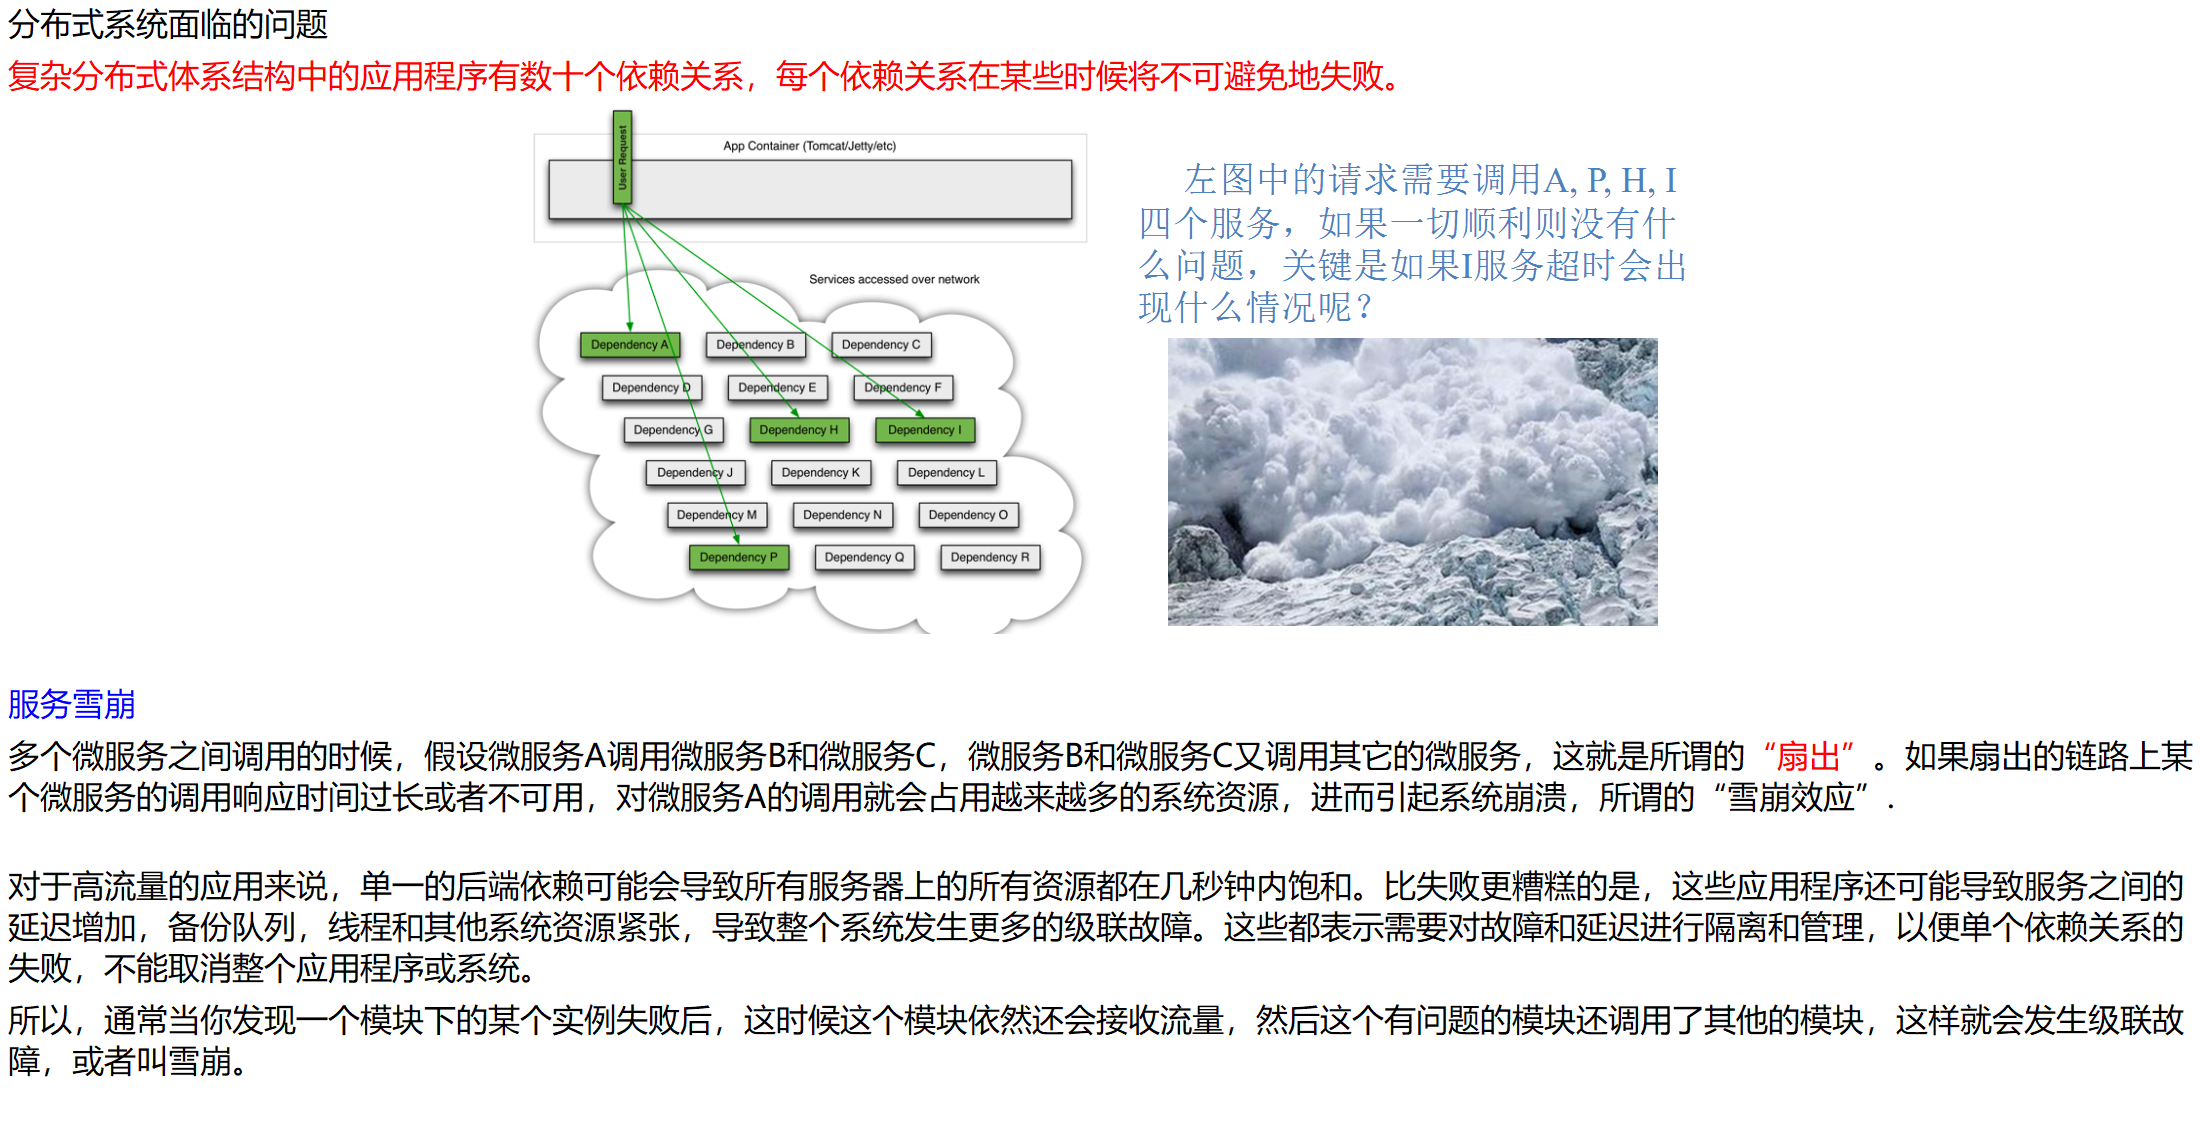 分布式系统面临的问题
复杂分布式体系结构中的应用程序有数十个依赖关系，每个依赖关系在某些时候将不可避免地失败。
User Request
App Container (Tomcat/Jetty/etc)
Services accessed over network
Dependency A
Dependency B
Dependency C
Dependency D
Dependency E
Dependency F
Dependency G
Dependency H
Dependency I
Dependency J
Dependency K
Dependency L
Dependency M
Dependency N
Dependency O
Dependency P
Dependency Q
Dependency R
左图中的请求需要调用A, P, H, I
四个服务，如果一切顺利则没有什
么问题，关键是如果I服务超时会出
现什么情况呢？
服务雪崩
多个微服务之间调用的时候，假设微服务A调用微服务B和微服务C，微服务B和微服务C又调用其它的微服务，这就是所谓的“扇出”。如果扇出的链路上某
个微服务的调用响应时间过长或者不可用，对微服务A的调用就会占用越来越多的系统资源，进而引起系统崩溃，所谓的“雪崩效应”.
对于高流量的应用来说，单一的后端依赖可能会导致所有服务器上的所有资源都在几秒钟内饱和。比失败更糟糕的是，这些应用程序还可能导致服务之间的
延迟增加，备份队列，线程和其他系统资源紧张，导致整个系统发生更多的级联故障。这些都表示需要对故障和延迟进行隔离和管理，以便单个依赖关系的
失败，不能取消整个应用程序或系统。
所以，通常当你发现一个模块下的某个实例失败后，这时候这个模块依然还会接收流量，然后这个有问题的模块还调用了其他的模块，这样就会发生级联故
障，或者叫雪崩。